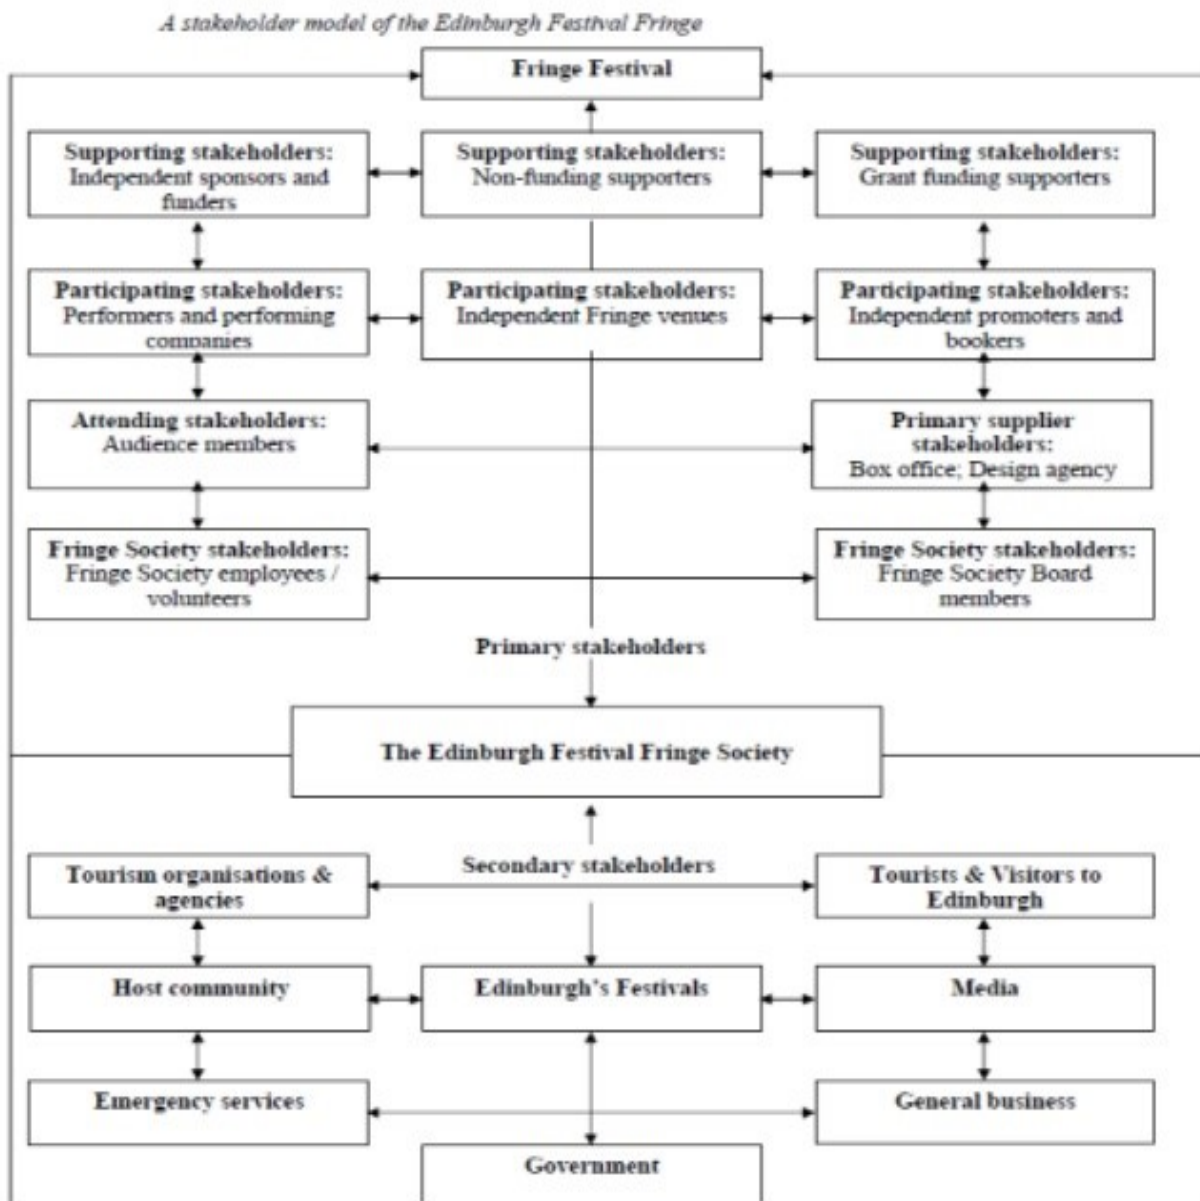 A stakeholder model of the Edinburgh Festival Fringe
Fringe Festival
Supporting stakeholders:
Independent sponsors and
funders
Supporting stakeholders:
Non-funding supporters
Supporting stakeholders:
Grant funding supporters
Participating stakeholders:
Performers and performing
companies
Participating stakeholders:
Independent Fringe venues
Participating stakeholders:
Independent promoters and
bookers
Attending stakeholders:
Audience members
Primary supplier
stakeholders:
Box office; Design agency
Fringe Society stakeholders:
Fringe Society employees /
volunteers
Fringe Society stakeholders:
Fringe Society Board
members
Primary stakeholders
The Edinburgh Festival Fringe Society
Secondary stakeholders
Tourism organisations &
agencies
Tourists & Visitors to
Edinburgh
Host community
Edinburgh's Festivals
Media
Emergency services
General business
Government